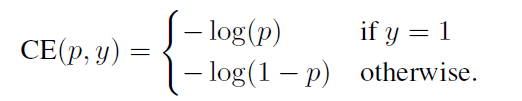 CE(p, y) = { − log(p) if y = 1
− log(1 − p) otherwise.